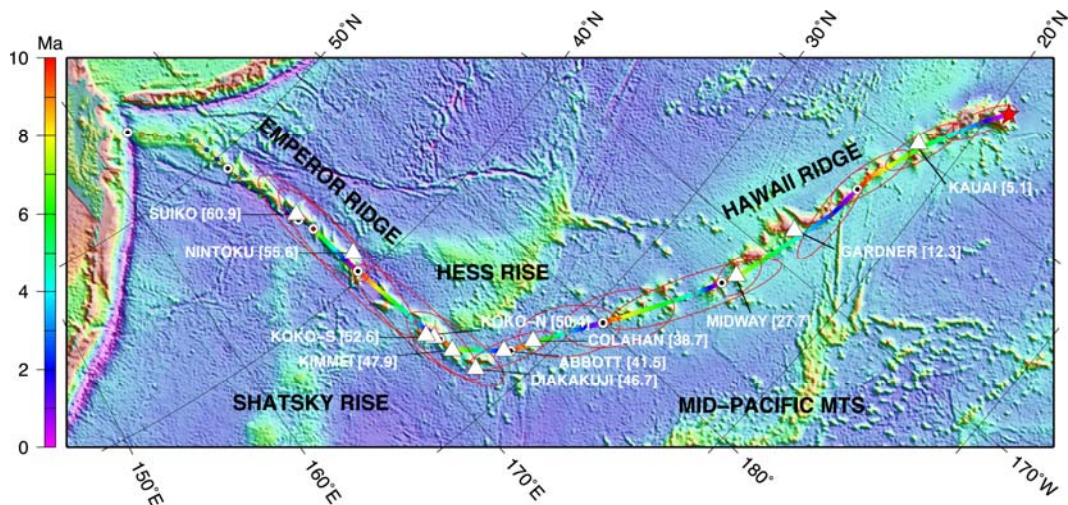 Ma
10
8
6
4
2
0
50°N
40°N
30°N
20°N
EMPEROR RIDGE
HAWAII RIDGE
KAUAI [5.1]
SUIKO [60.9]
NINTOKU [55.6]
GARDNER [12.3]
HESS RISE
MIDWAY [27.7]
KOKO-S [52.6]
KOKO-N [50.4]
COLAHAN [38.7]
KIMMEI [47.9]
ABBOTT [41.5]
DIAKAKUJI [46.7]
SHATSKY RISE
MID-PACIFIC MTS.
150°E
160°E
170°E
180°
170°W